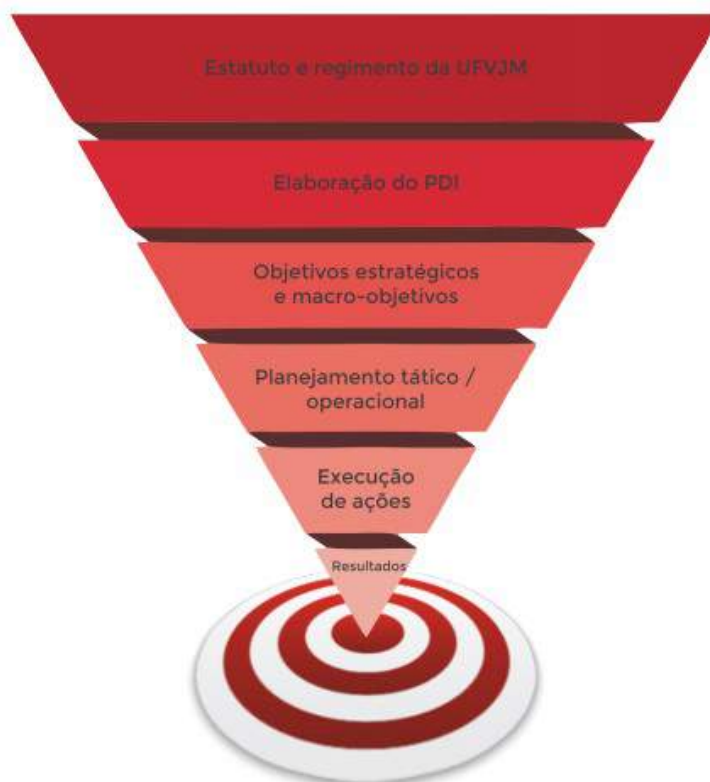 Estatuto e regimento da UFVJM
Elaboração do PDI
Objetivos estratégicos
e macro-objetivos
Planejamento tático /
operacional
Execução
de ações
Resultados